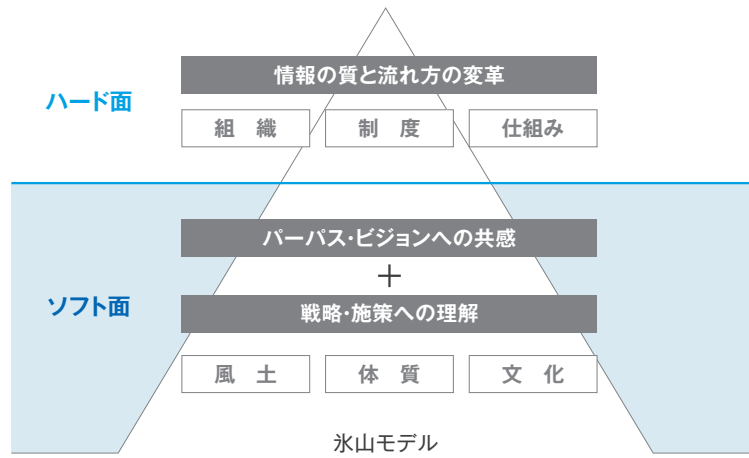 情報の質と流れ方の変革
ハード面
組 織
制 度
仕組み
パーパス・ビジョンへの共感
+
ソフト面
戦略・施策への理解
風 土
体 質
文 化
氷山モデル